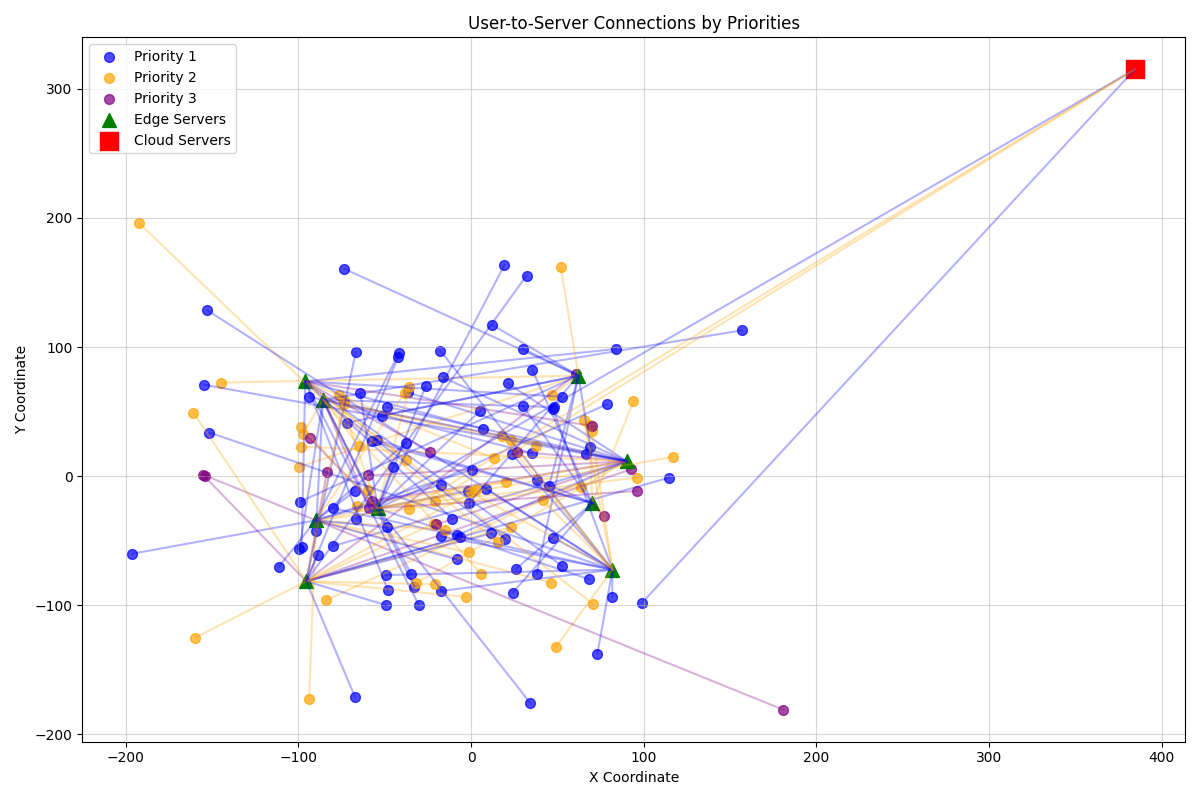 User-to-Server Connections by Priorities
Priority 1
Priority 2
Priority 3
Edge Servers
Cloud Servers
Y Coordinate
300
200
100
0
−100
−200
−200
−100
0
100
200
300
400
X Coordinate